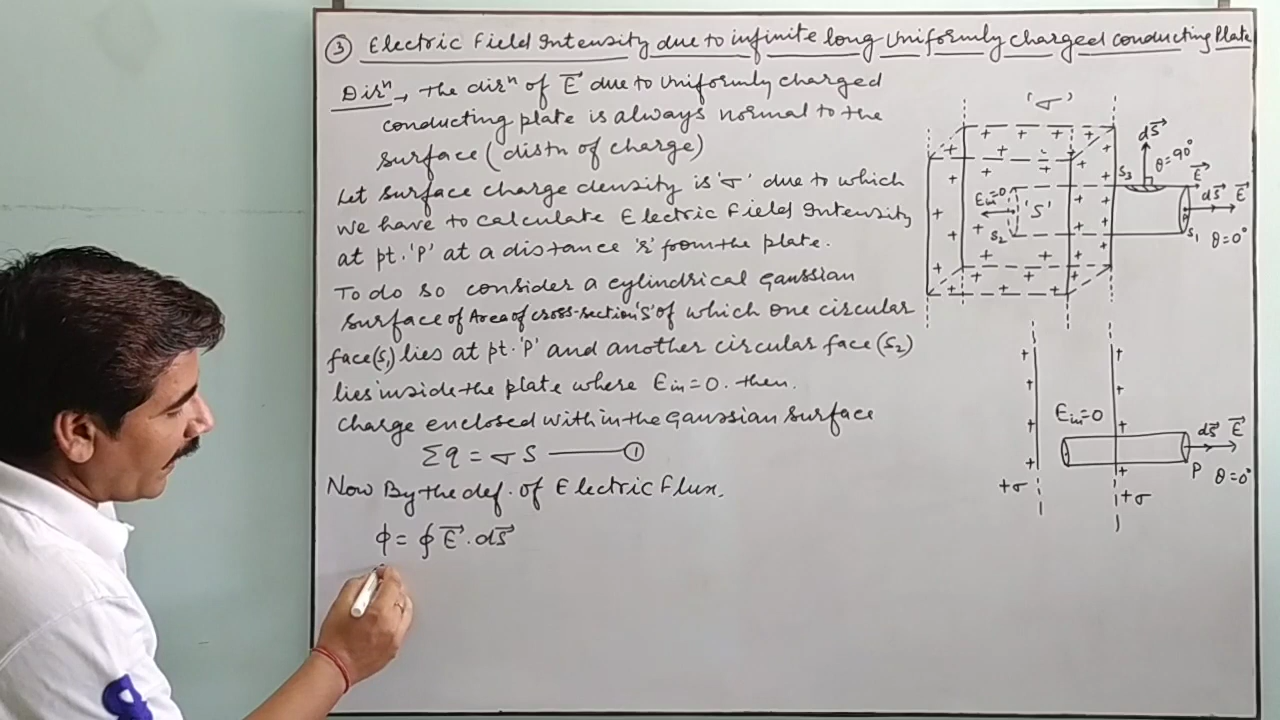 ③ Electric Field Intensity due to infinite long Uniformly charged conducting Plate
Dirⁿ → the dirⁿ of E⃗ due to uniformly charged
conducting plate is always normal to the
surface (distn of charge)
Let surface charge density is 'σ' due to which
we have to calculate Electric Field Intensity
at pt. 'P' at a distance 'r' from the plate.
To do so consider a cylindrical Gaussian
surface of Area of cross-section 'S' of which one circular
face (S₁) lies at pt. 'P' and another circular face (S₂)
lies inside the plate where Ein = 0. then.
Charge enclosed within the Gaussian surface
Σq = σ S —— ①
Now By the def. of Electric Flux.
ϕ = ∮ E⃗ . dS⃗
'σ'
dS⃗
θ=90°
S₃
E⃗
Ein=0
'S'
dS⃗ E⃗
S₂
P
S₁
θ=0°
Ein=0
dS⃗ E⃗
P
θ=0°
+σ
+σ